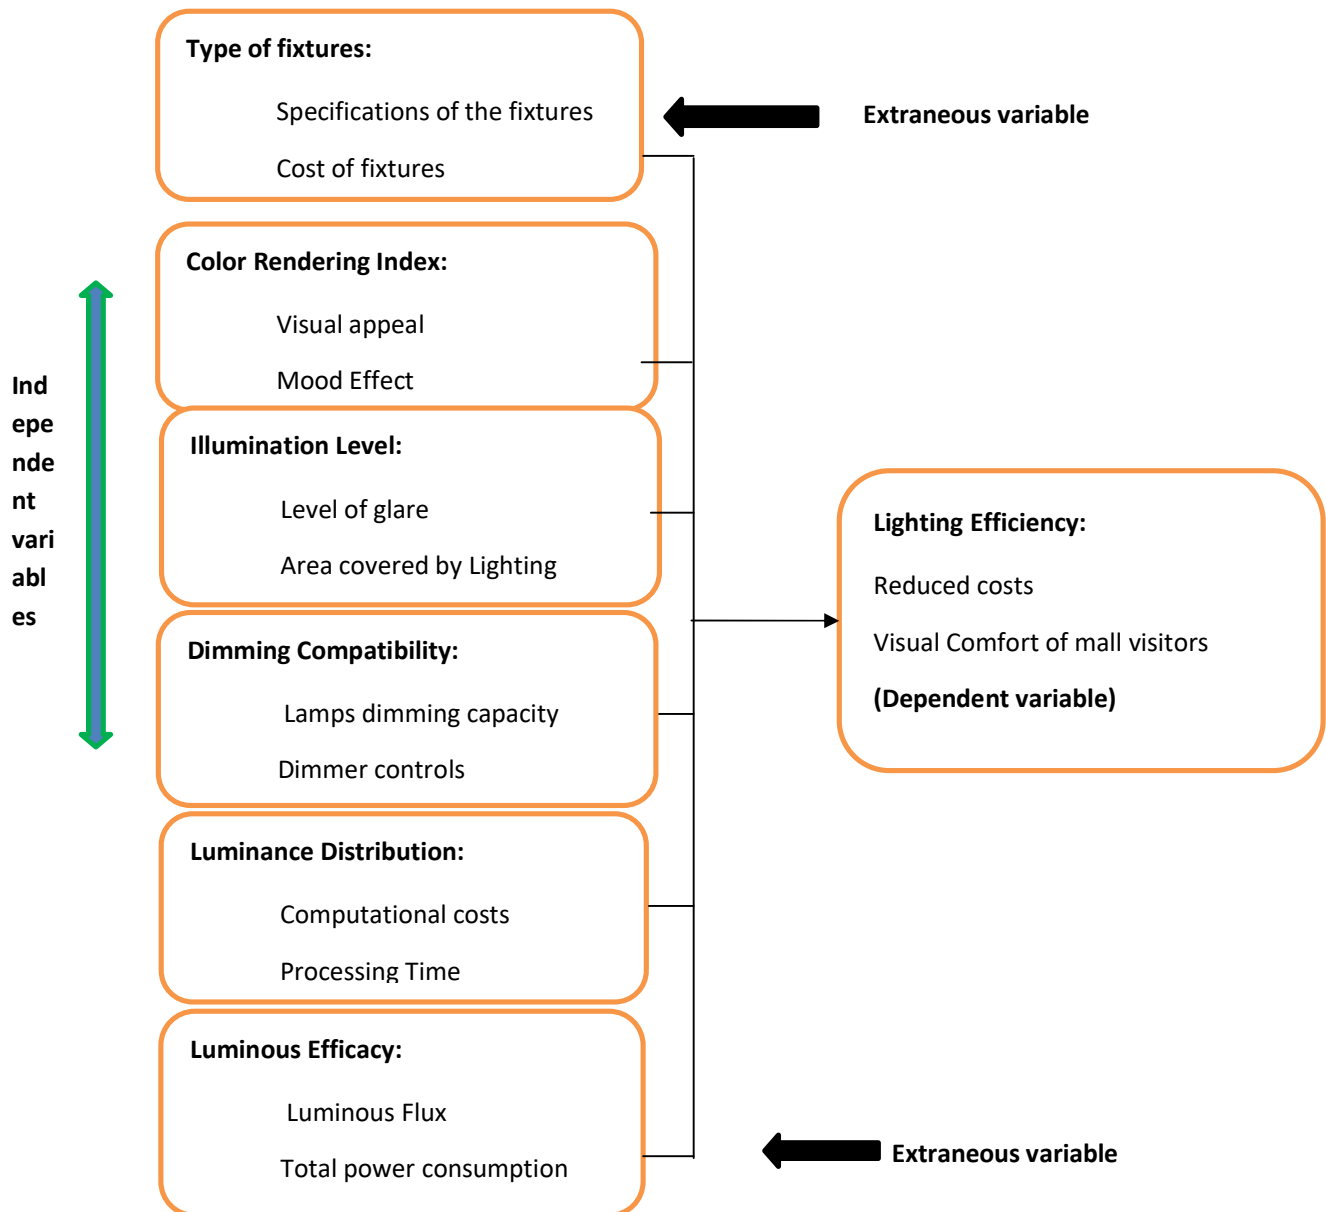 Type of fixtures:
Specifications of the fixtures
Cost of fixtures
Extraneous variable
Color Rendering Index:
Visual appeal
Mood Effect
Ind
epe
nde
nt
vari
abl
es
Illumination Level:
Level of glare
Area covered by Lighting
Dimming Compatibility:
Lamps dimming capacity
Dimmer controls
Luminance Distribution:
Computational costs
Processing Time
Luminous Efficacy:
Luminous Flux
Total power consumption
Extraneous variable
Lighting Efficiency:
Reduced costs
Visual Comfort of mall visitors
(Dependent variable)